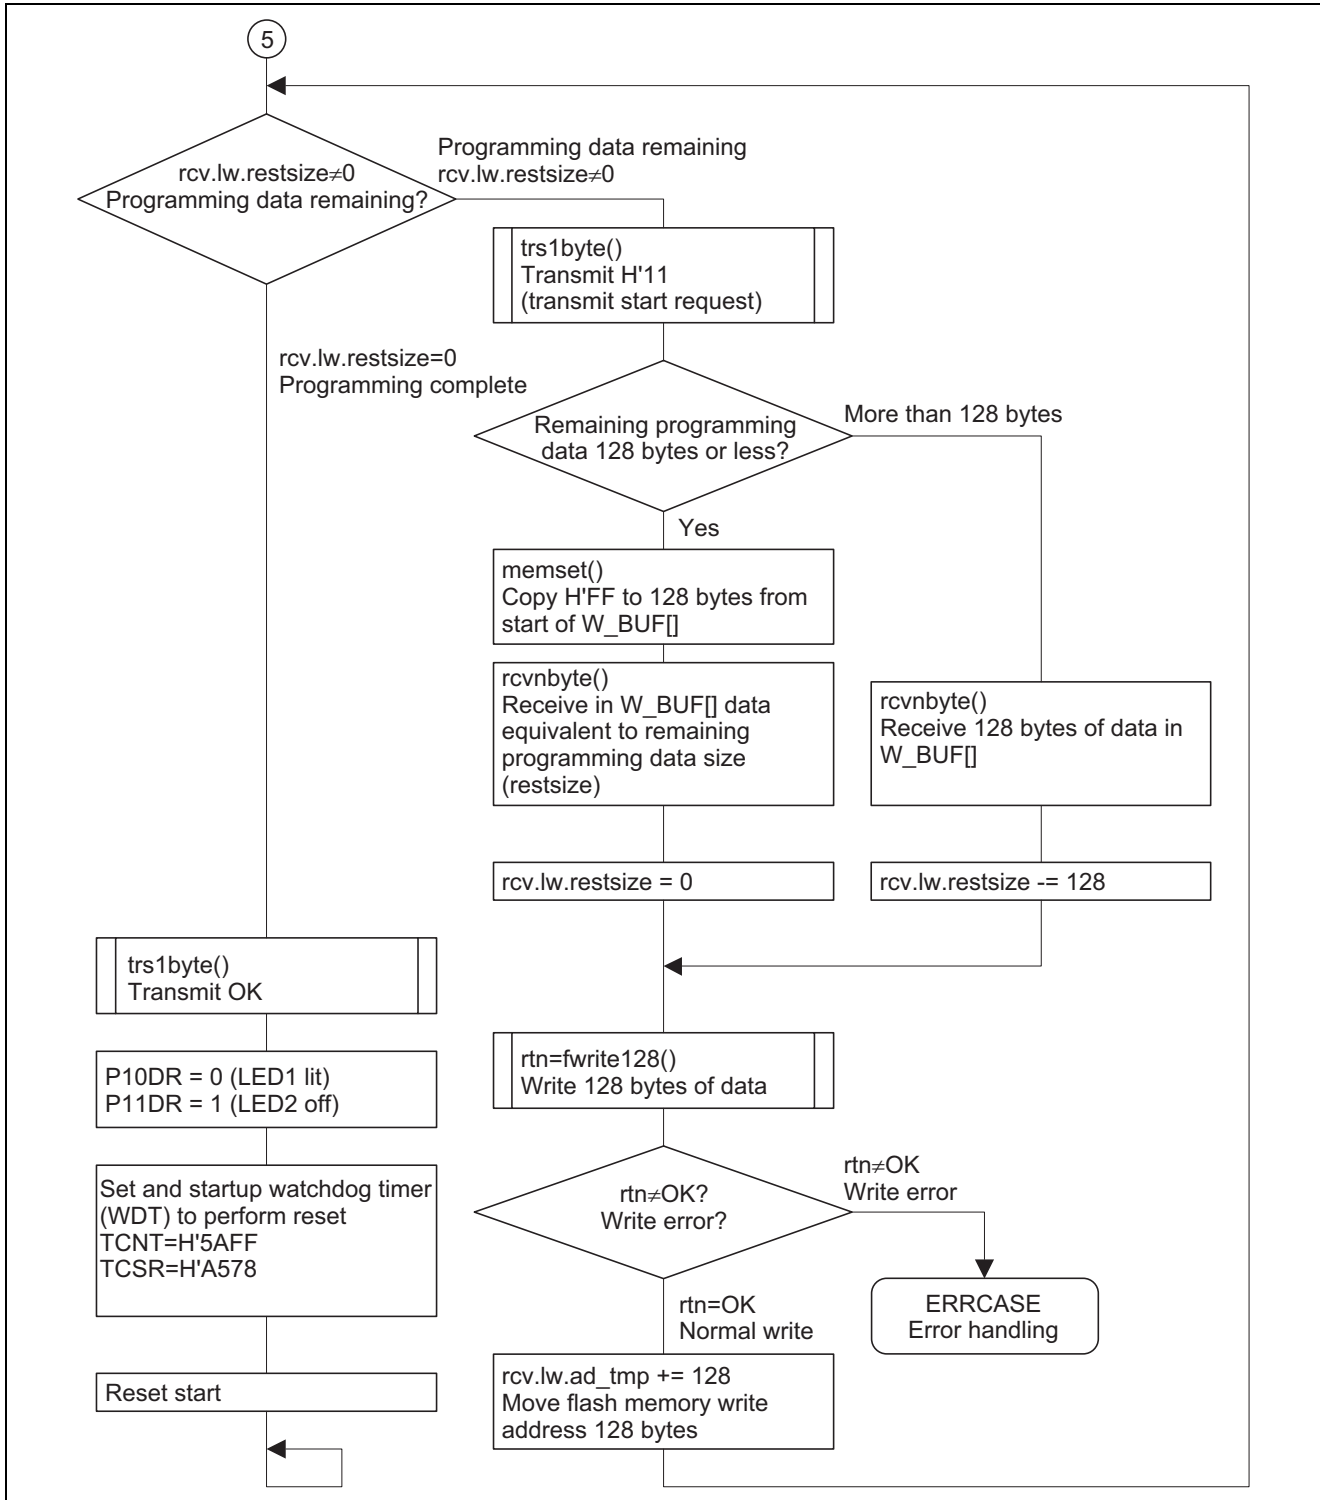 5
rcv.lw.restsize≠0
Programming data remaining?
Programming data remaining
rcv.lw.restsize≠0
trs1byte()
Transmit H'11
(transmit start request)
rcv.lw.restsize=0
Programming complete
Remaining programming
data 128 bytes or less?
More than 128 bytes
Yes
memset()
Copy H'FF to 128 bytes from
start of W_BUF[]
rcvnbyte()
Receive in W_BUF[] data
equivalent to remaining
programming data size
(restsize)
rcvnbyte()
Receive 128 bytes of data in
W_BUF[]
rcv.lw.restsize = 0
rcv.lw.restsize -= 128
trs1byte()
Transmit OK
P10DR = 0 (LED1 lit)
P11DR = 1 (LED2 off)
Set and startup watchdog timer
(WDT) to perform reset
TCNT=H'5AFF
TCSR=H'A578
Reset start
rtn=fwrite128()
Write 128 bytes of data
rtn≠OK?
Write error?
rtn≠OK
Write error
ERRCASE
Error handling
rtn=OK
Normal write
rcv.lw.ad_tmp += 128
Move flash memory write
address 128 bytes